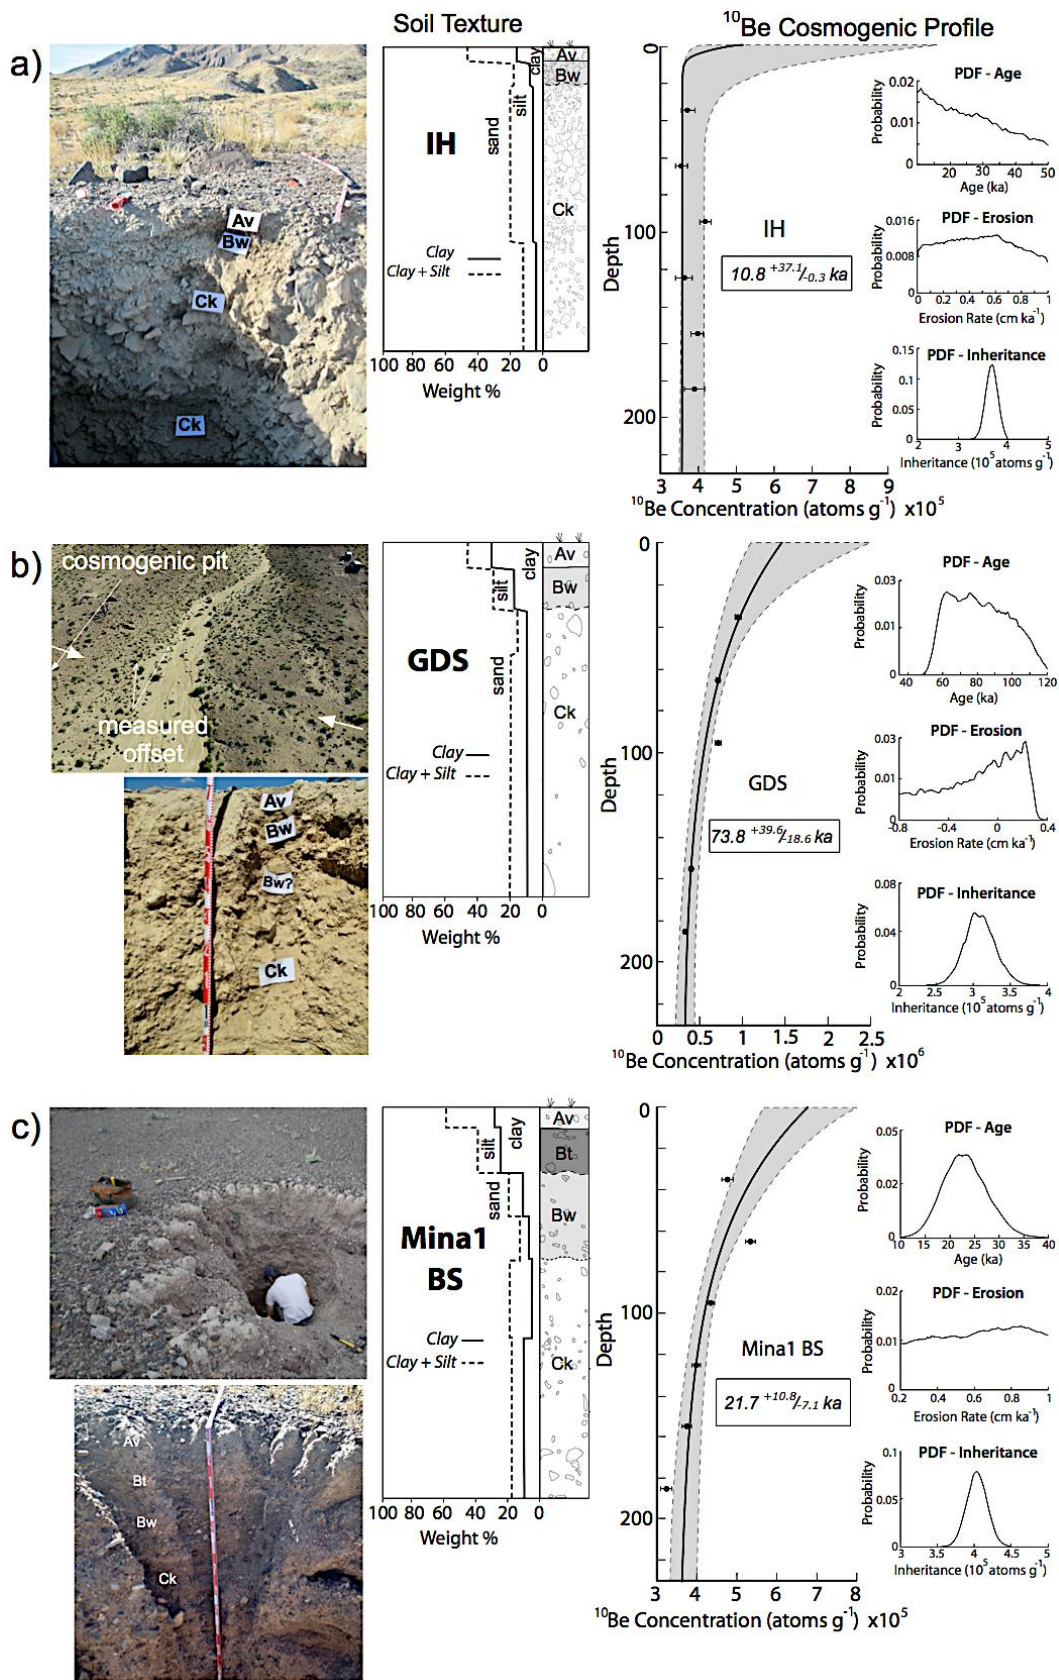 Soil Texture
10Be Cosmogenic Profile
a)
Av
Bw
Ck
Ck
IH
sand
silt
clay
Av
Bw
Ck
Clay
Clay + Silt
100 80 60 40 20 0
Weight %
Depth
0
100
200
IH
10.8 +37.1/-0.3 ka
3 4 5 6 7 8 9
10Be Concentration (atoms g-1) x105
PDF - Age
Probability
0.02
0.01
0
20 30 40 50
Age (ka)
PDF - Erosion
Probability
0.016
0.008
0
0 0.2 0.4 0.6 0.8 1
Erosion Rate (cm ka-1)
PDF - Inheritance
Probability
0.15
0.1
0.05
0
2 3 4 5
Inheritance (105 atoms g-1)
b)
cosmogenic pit
measured
offset
Av
Bw
Bw?
Ck
GDS
sand
silt
clay
Av
Bw
Ck
Clay
Clay + Silt
100 80 60 40 20 0
Weight %
Depth
0
100
200
GDS
73.8 +39.6/-18.6 ka
0 0.5 1 1.5 2 2.5
10Be Concentration (atoms g-1) x106
PDF - Age
Probability
0.03
0.01
0
40 60 80 100 120
Age (ka)
PDF - Erosion
Probability
0.03
0.01
0
-0.8 -0.4 0 0.4
Erosion Rate (cm ka-1)
PDF - Inheritance
Probability
0.08
0.04
0
2 2.5 3 3.5 4
Inheritance (105 atoms g-1)
c)
Av
Bt
Bw
Ck
Mina1
BS
sand
silt
clay
Av
Bt
Bw
Ck
Clay
Clay + Silt
100 80 60 40 20 0
Weight %
Depth
0
100
200
Mina1 BS
21.7 +10.8/-7.1 ka
3 4 5 6 7 8
10Be Concentration (atoms g-1) x105
PDF - Age
Probability
0.05
0.02
0
10 15 20 25 30 35 40
Age (ka)
PDF - Erosion
Probability
0.02
0.01
0
0.2 0.4 0.6 0.8 1
Erosion Rate (cm ka-1)
PDF - Inheritance
Probability
0.1
0.05
0
3 3.5 4 4.5 5
Inheritance (105 atoms g-1)